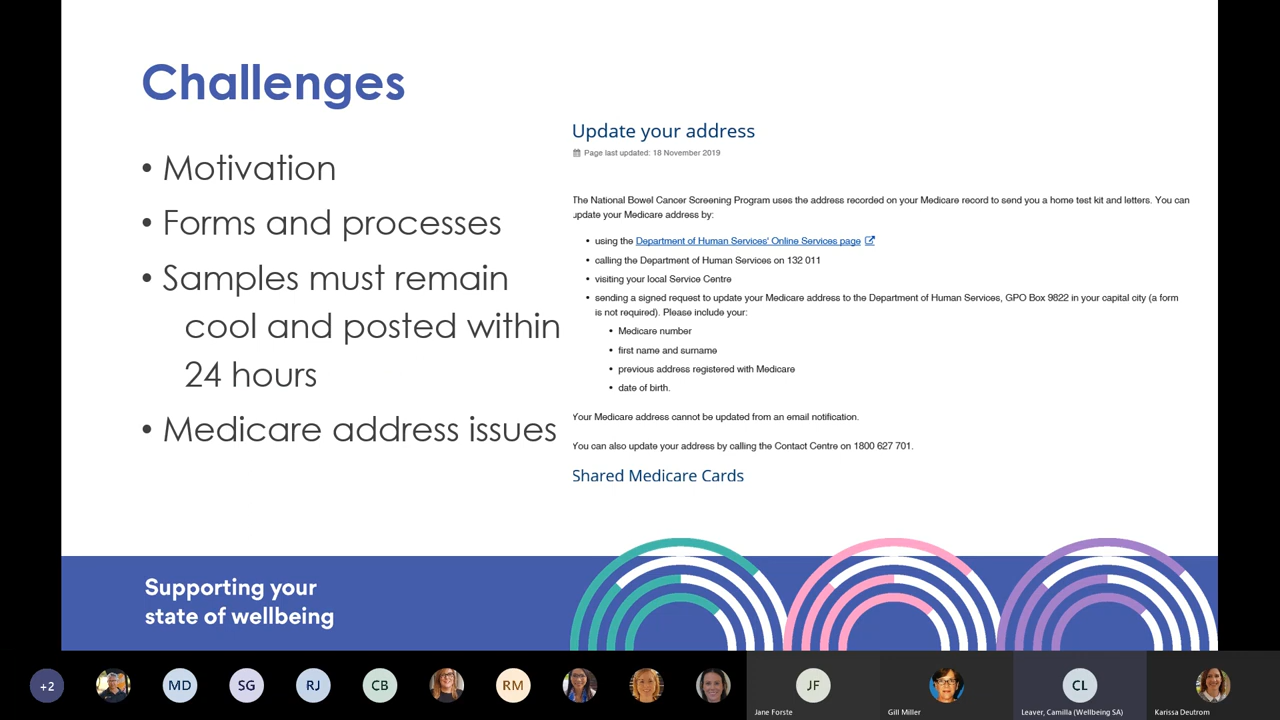 Challenges
• Motivation
• Forms and processes
• Samples must remain
cool and posted within
24 hours
• Medicare address issues
Update your address
Page last updated: 18 November 2019
The National Bowel Cancer Screening Program uses the address recorded on your Medicare record to send you a home test kit and letters. You can
update your Medicare address by:
• using the Department of Human Services' Online Services page
• calling the Department of Human Services on 132 011
• visiting your local Service Centre
• sending a signed request to update your Medicare address to the Department of Human Services, GPO Box 9822 in your capital city (a form
is not required). Please include your:
• Medicare number
• first name and surname
• previous address registered with Medicare
• date of birth.
Your Medicare address cannot be updated from an email notification.
You can also update your address by calling the Contact Centre on 1800 627 701.
Shared Medicare Cards
Supporting your
state of wellbeing
+2
MD
SG
RJ
CB
RM
JF
CL
Jane Forste
Gill Miller
Leaver, Camilla (Wellbeing SA)
Karissa Deutrom